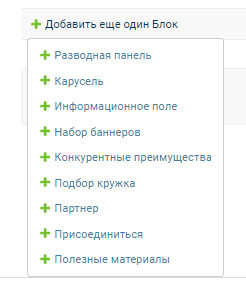 Добавить еще один Блок
Разводная панель
Карусель
Информационное поле
Набор баннеров
Конкурентные преимущества
Подбор кружка
Партнер
Присоединиться
Полезные материалы